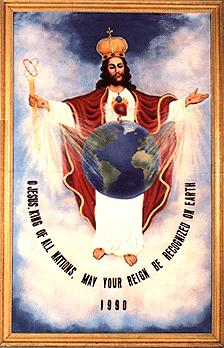 O JESUS, KING OF ALL NATIONS, MAY YOUR REIGN BE RECOGNIZED ON EARTH
1990